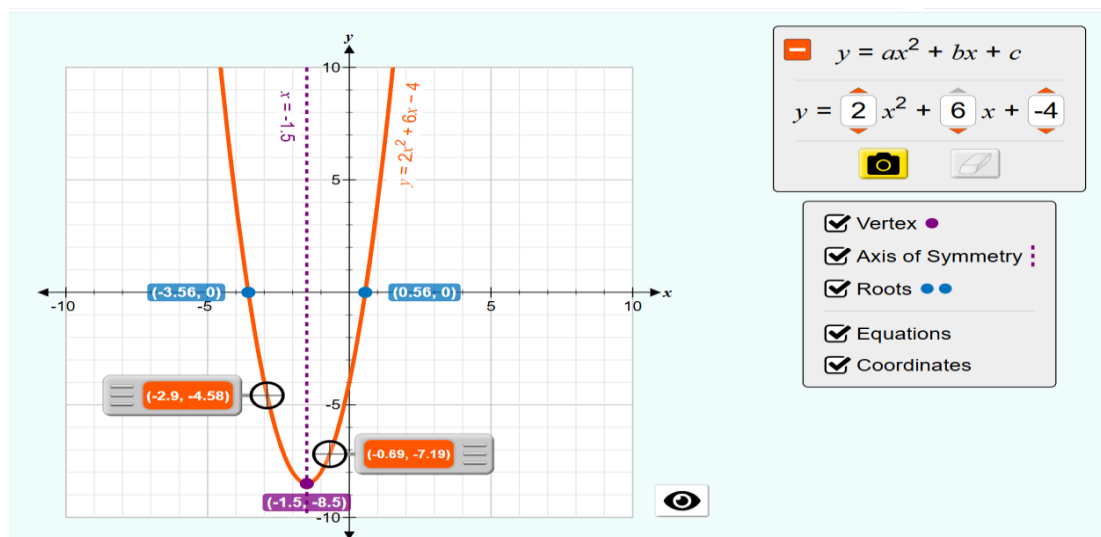 y
10
x = -1.5
y = 2x² + 6x − 4
5
(-3.56, 0)
(0.56, 0)
x
-10
-5
5
10
(-2.9, -4.58)
-5
(-0.69, -7.19)
(-1.5, -8.5)
-10
y = ax² + bx + c
y = 2 x² + 6 x + -4
Vertex
Axis of Symmetry
Roots
Equations
Coordinates